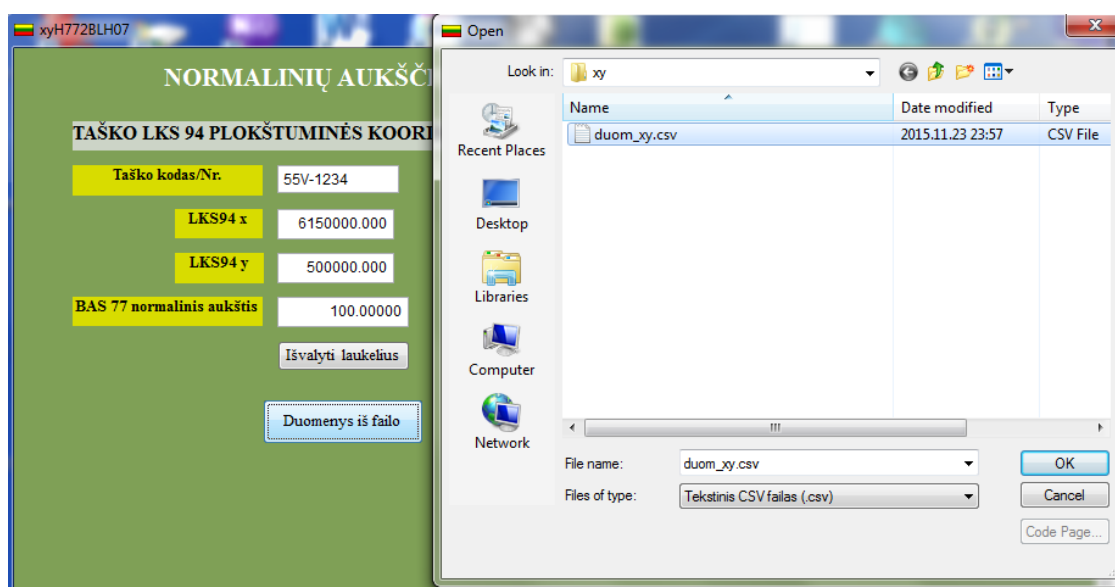 xyH772BLH07
NORMALINIŲ AUKŠČI
TAŠKO LKS 94 PLOKŠTUMINĖS KOORI
Taško kodas/Nr.
55V-1234
LKS94 x
6150000.000
LKS94 y
500000.000
BAS 77 normalinis aukštis
100.00000
Išvalyti laukelius
Duomenys iš failo
Open
Look in:
xy
Recent Places
Desktop
Libraries
Computer
Network
Name
Date modified
Type
duom_xy.csv
2015.11.23 23:57
CSV File
File name:
duom_xy.csv
OK
Files of type:
Tekstinis CSV failas (.csv)
Cancel
Code Page...